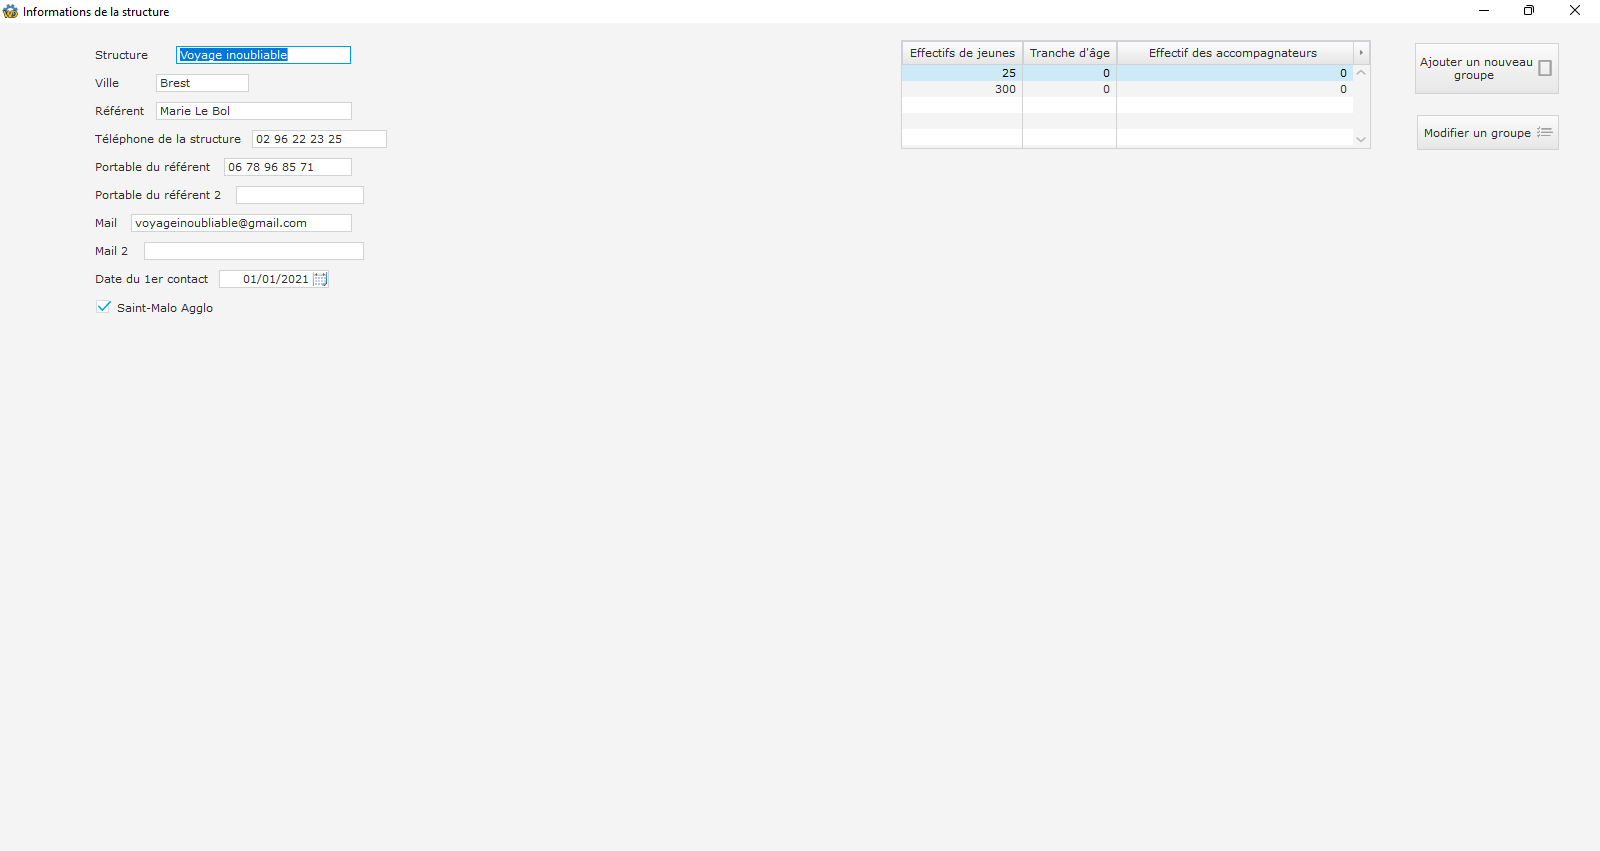 Informations de la structure
Structure Voyage inoubliable
Ville Brest
Référent Marie Le Bol
Téléphone de la structure 02 96 22 23 25
Portable du référent 06 78 96 85 71
Portable du référent 2
Mail voyageinoubliable@gmail.com
Mail 2
Date du 1er contact 01/01/2021
Saint-Malo Agglo
Effectifs de jeunes Tranche d'âge Effectif des accompagnateurs
25 0 0
300 0 0
Ajouter un nouveau
groupe
Modifier un groupe